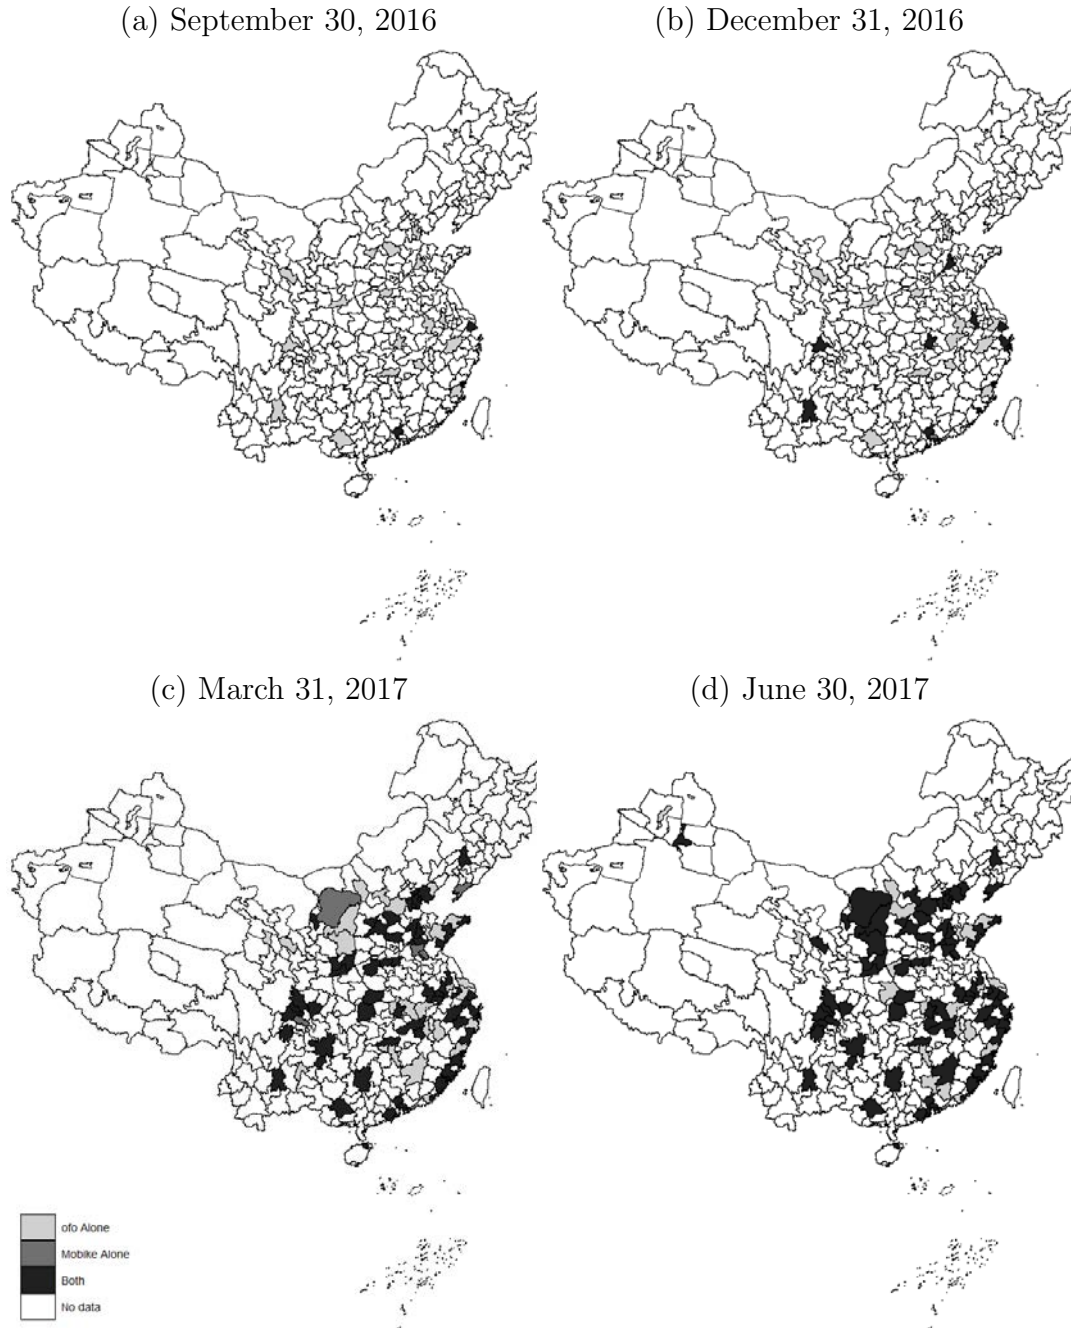 (a) September 30, 2016
(b) December 31, 2016
(c) March 31, 2017
(d) June 30, 2017
ofo Alone
Mobike Alone
Both
No data